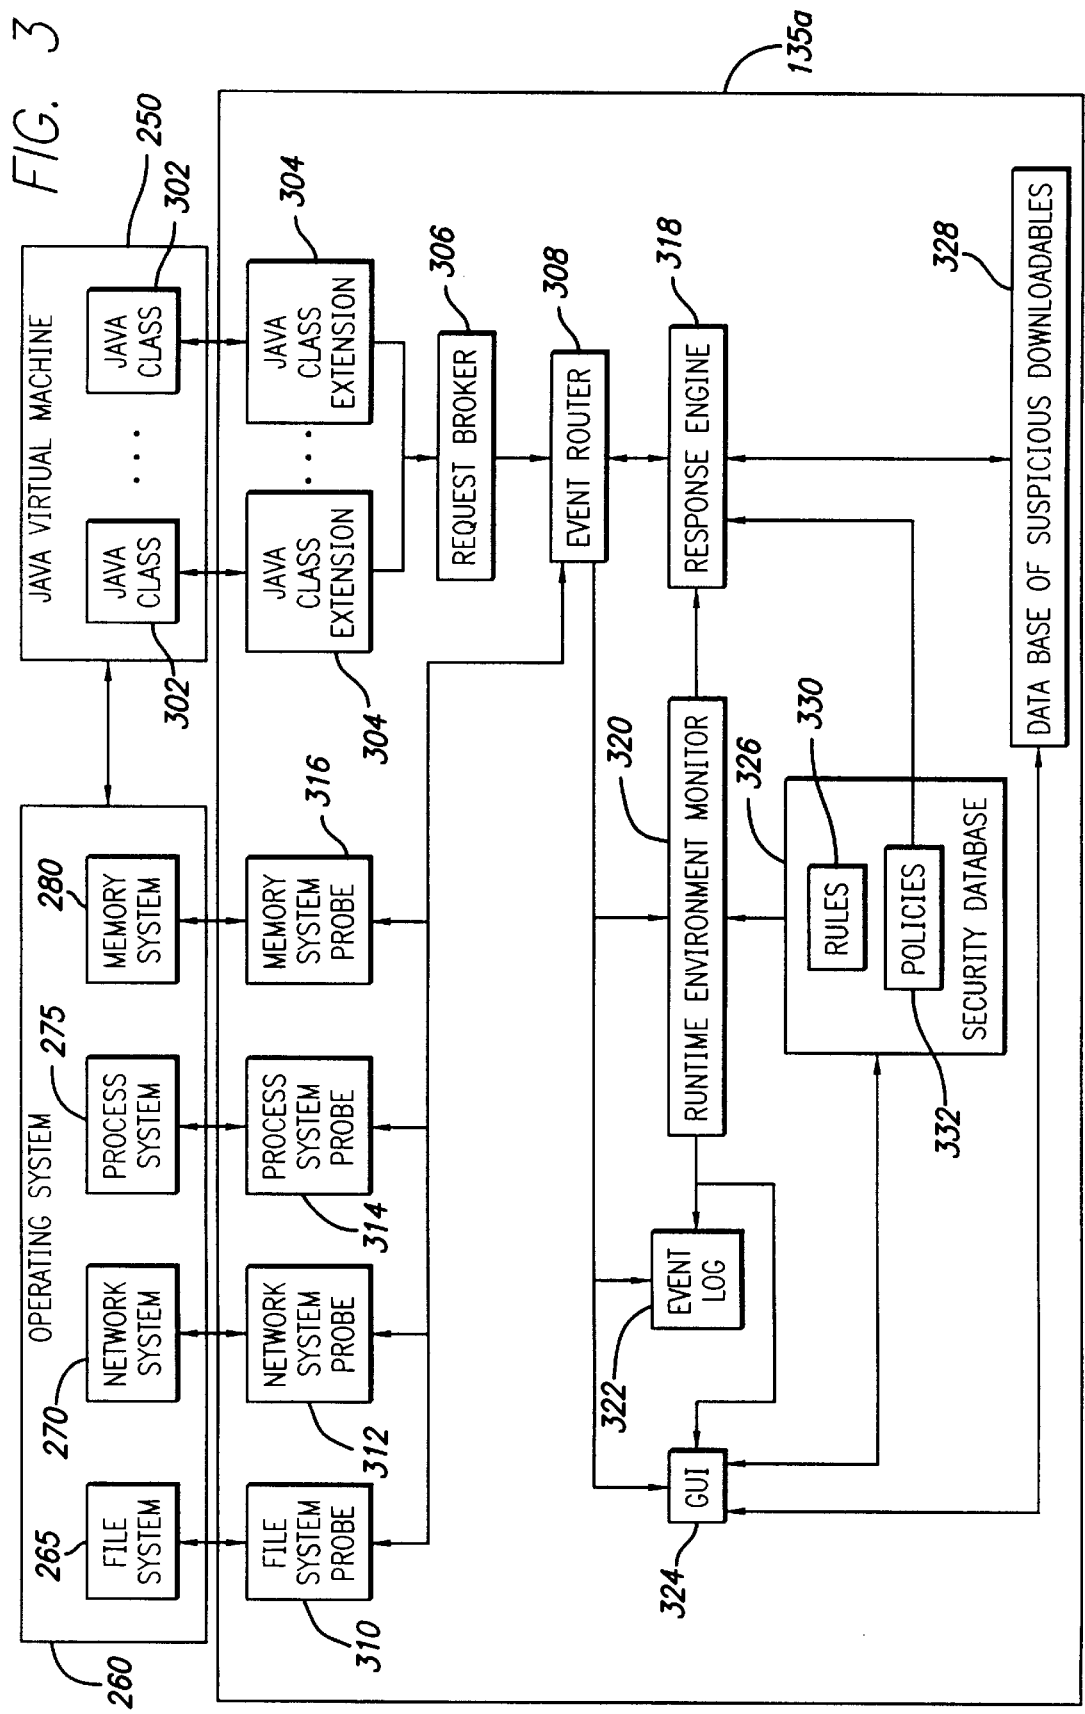 FIG. 3
OPERATING SYSTEM
JAVA VIRTUAL MACHINE
250
260
265
FILE
SYSTEM
270
NETWORK
SYSTEM
275
PROCESS
SYSTEM
280
MEMORY
SYSTEM
302
JAVA
CLASS
....
JAVA
CLASS
302
FILE
SYSTEM
PROBE
310
NETWORK
SYSTEM
PROBE
312
PROCESS
SYSTEM
PROBE
314
MEMORY
SYSTEM
PROBE
316
JAVA
CLASS
EXTENSION
304
....
JAVA
CLASS
EXTENSION
304
REQUEST BROKER
306
EVENT ROUTER
308
324
GUI
322
EVENT
LOG
RUNTIME ENVIRONMENT MONITOR
320
RESPONSE ENGINE
318
326
RULES
330
POLICIES
332
SECURITY DATABASE
DATA BASE OF SUSPICIOUS DOWNLOADABLES
328
135a